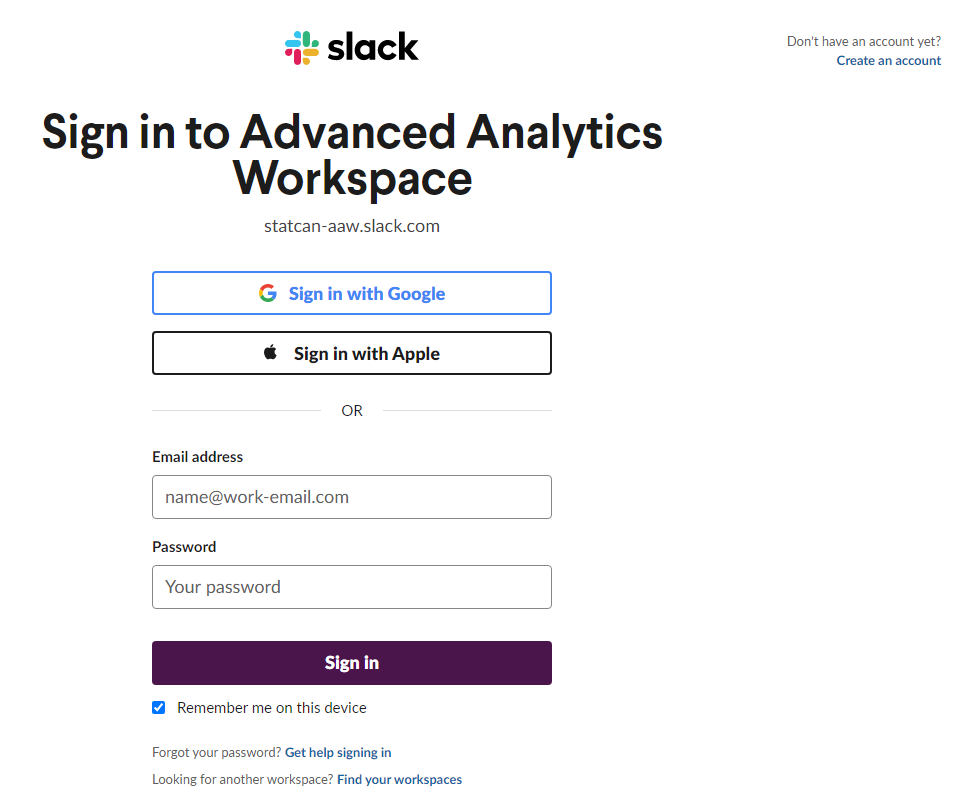 slack
Don't have an account yet?
Create an account
Sign in to Advanced Analytics
Workspace
statcan-aaw.slack.com
Sign in with Google
Sign in with Apple
OR
Email address
name@work-email.com
Password
Your password
Sign in
Remember me on this device
Forgot your password? Get help signing in
Looking for another workspace? Find your workspaces